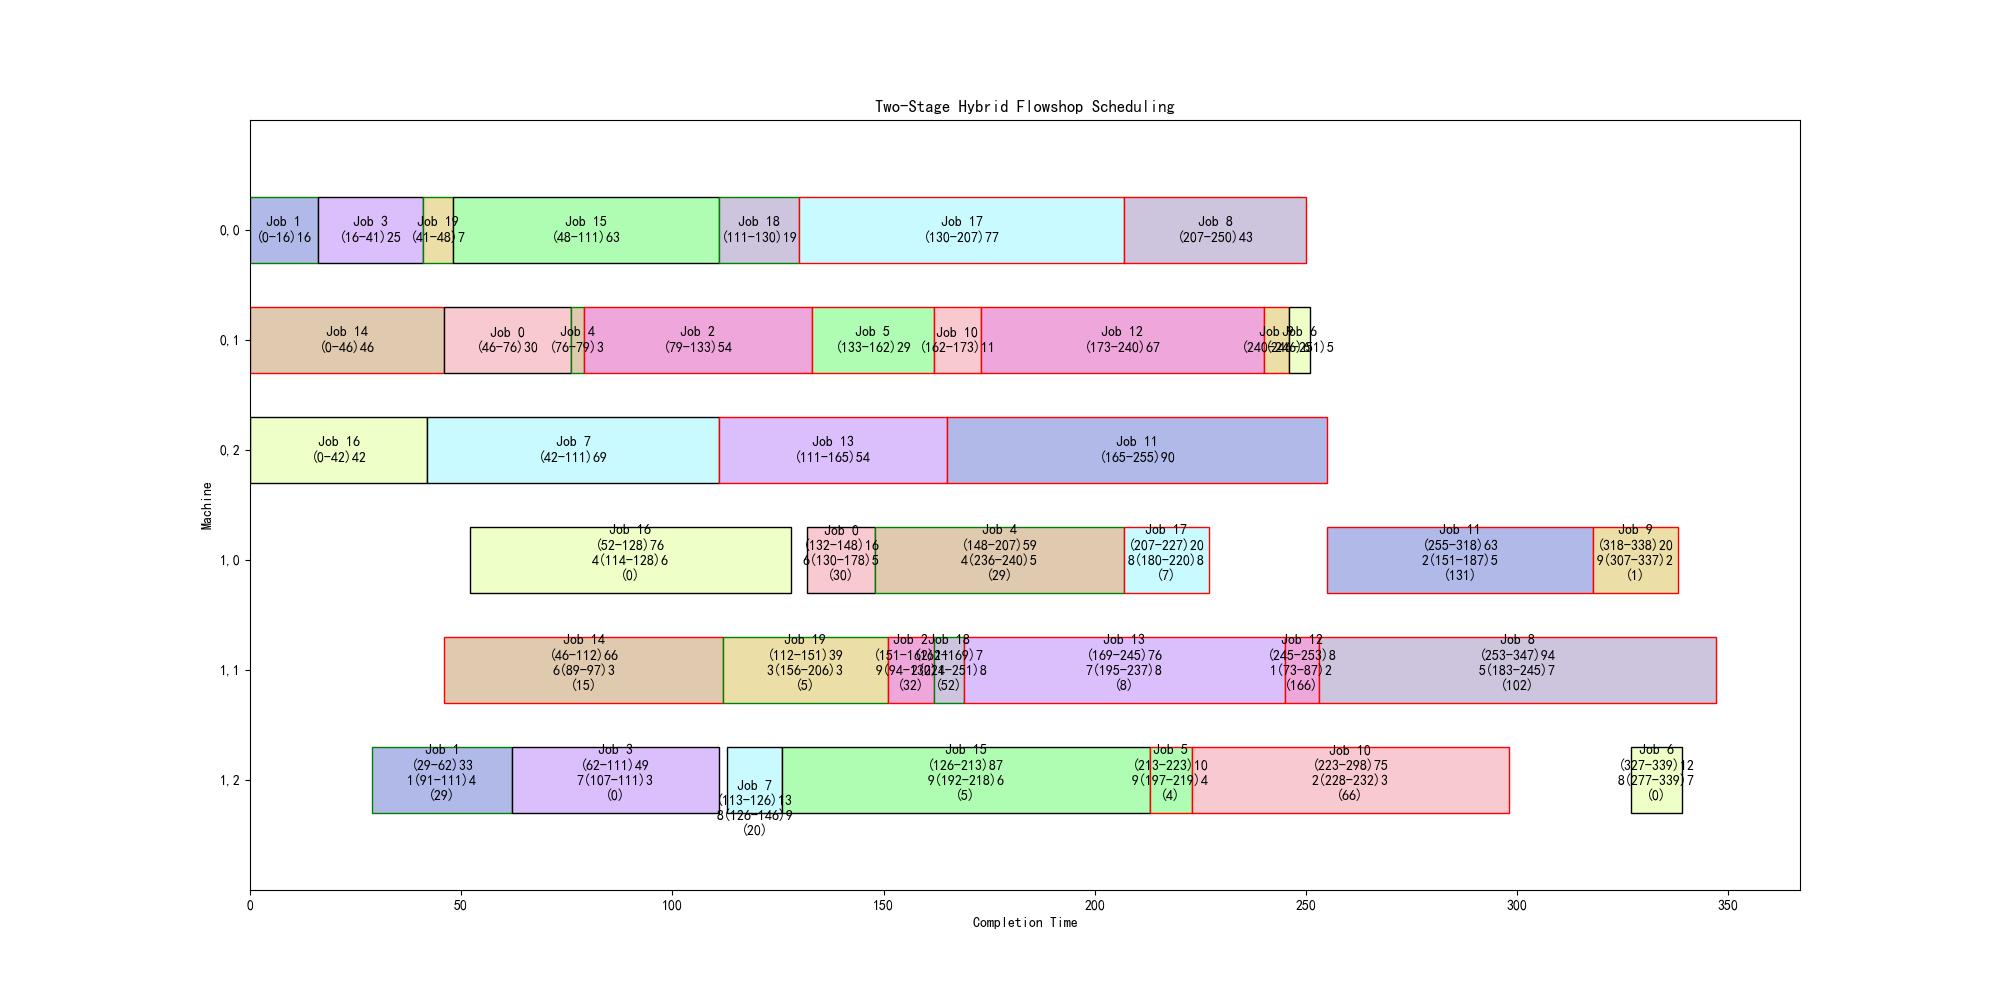 Two-Stage Hybrid Flowshop Scheduling
0,0
Job 1
(0-16)16
Job 3
(16-41)25
Job 19
(41-48)7
Job 15
(48-111)63
Job 18
(111-130)19
Job 17
(130-207)77
Job 8
(207-250)43
0,1
Job 14
(0-46)46
Job 0
(46-76)30
Job 4
(76-79)3
Job 2
(79-133)54
Job 5
(133-162)29
Job 10
(162-173)11
Job 12
(173-240)67
Job 9
Job 6
(246-251)5
0,2
Job 16
(0-42)42
Job 7
(42-111)69
Job 13
(111-165)54
Job 11
(165-255)90
Machine
1,0
Job 16
(52-128)76
4(114-128)6
(0)
Job 0
(132-148)16
6(130-178)5
(30)
Job 4
(148-207)59
4(236-240)5
(29)
Job 17
(207-227)20
8(180-220)8
(7)
Job 11
(255-318)63
2(151-187)5
(131)
Job 9
(318-338)20
9(307-337)2
(1)
1,1
Job 14
(46-112)66
6(89-97)3
(15)
Job 19
(112-151)39
3(156-206)3
(5)
Job 2
(32)
Job 18
(162-169)7
(52)
Job 13
(169-245)76
7(195-237)8
(8)
Job 12
(245-253)8
1(73-87)2
(166)
Job 8
(253-347)94
5(183-245)7
(102)
1,2
Job 1
(29-62)33
1(91-111)4
(29)
Job 3
(62-111)49
7(107-111)3
(0)
Job 7
(113-126)13
8(126-146)9
(20)
Job 15
(126-213)87
9(192-218)6
(5)
Job 5
(213-223)10
9(197-219)4
(4)
Job 10
(223-298)75
2(228-232)3
(66)
Job 6
(327-339)12
8(277-339)7
(0)
0
50
100
150
200
250
300
350
Completion Time